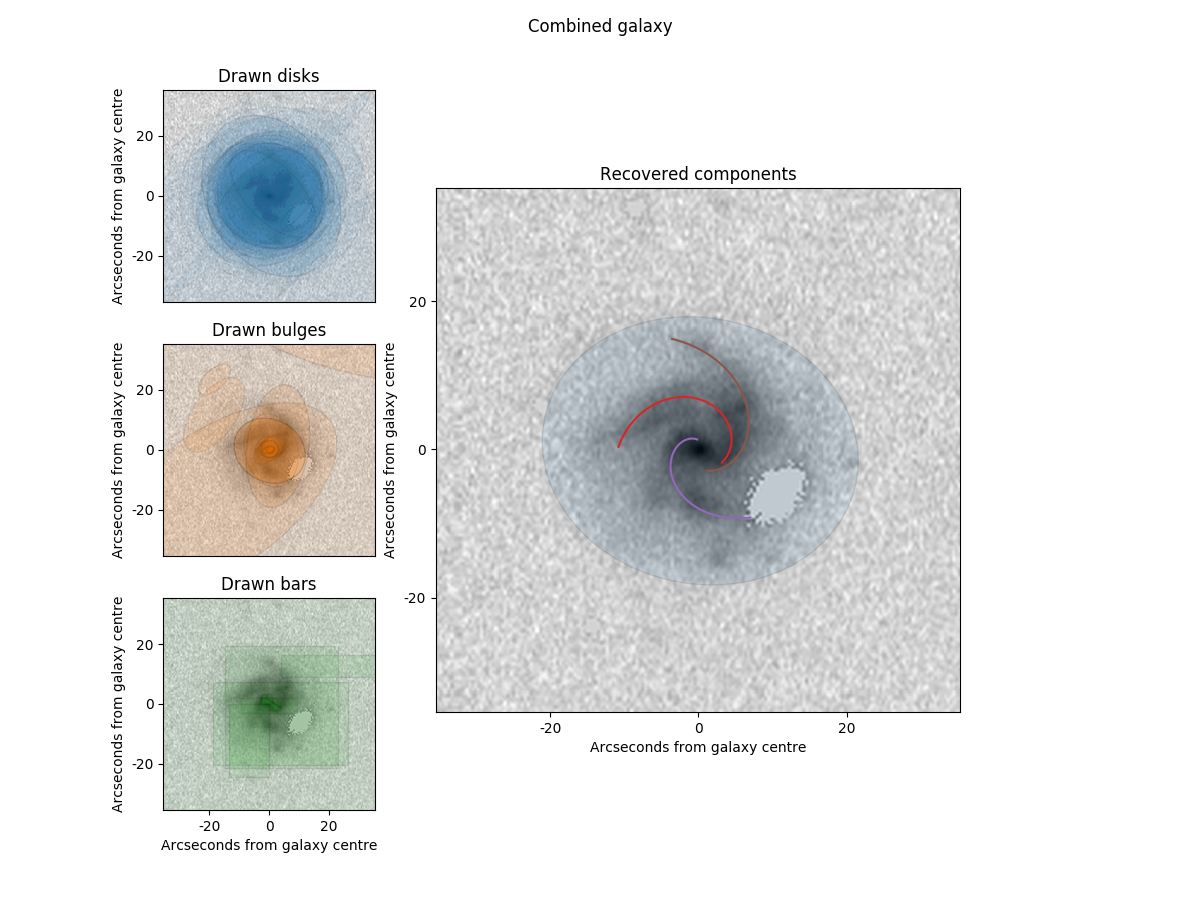 Combined galaxy
Drawn disks
Arcseconds from galaxy centre
20
0
-20
Drawn bulges
Arcseconds from galaxy centre
20
0
-20
Drawn bars
Arcseconds from galaxy centre
20
0
-20
-20 0 20
Arcseconds from galaxy centre
Recovered components
Arcseconds from galaxy centre
20
0
-20
-20 0 20
Arcseconds from galaxy centre